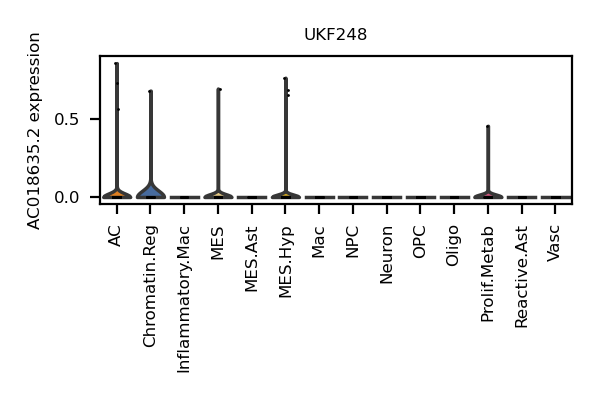 UKF248
AC018635.2 expression
0.5
0.0
AC
Chromatin.Reg
Inflammatory.Mac
MES
MES.Ast
MES.Hyp
Mac
NPC
Neuron
OPC
Oligo
Prolif.Metab
Reactive.Ast
Vasc